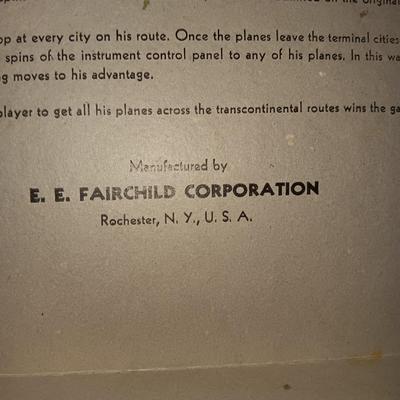 op at every city on his route. Once the planes leave the terminal cities
spins of the instrument control panel to any of his planes. In this wa
ng moves to his advantage.
player to get all his planes across the transcontinental routes wins the ga
Manufactured by
E. E. FAIRCHILD CORPORATION
Rochester, N. Y., U. S. A.